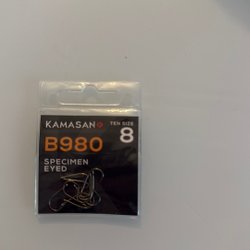 KAMASAN
TEN SIZE
8
B980
SPECIMEN
EYED